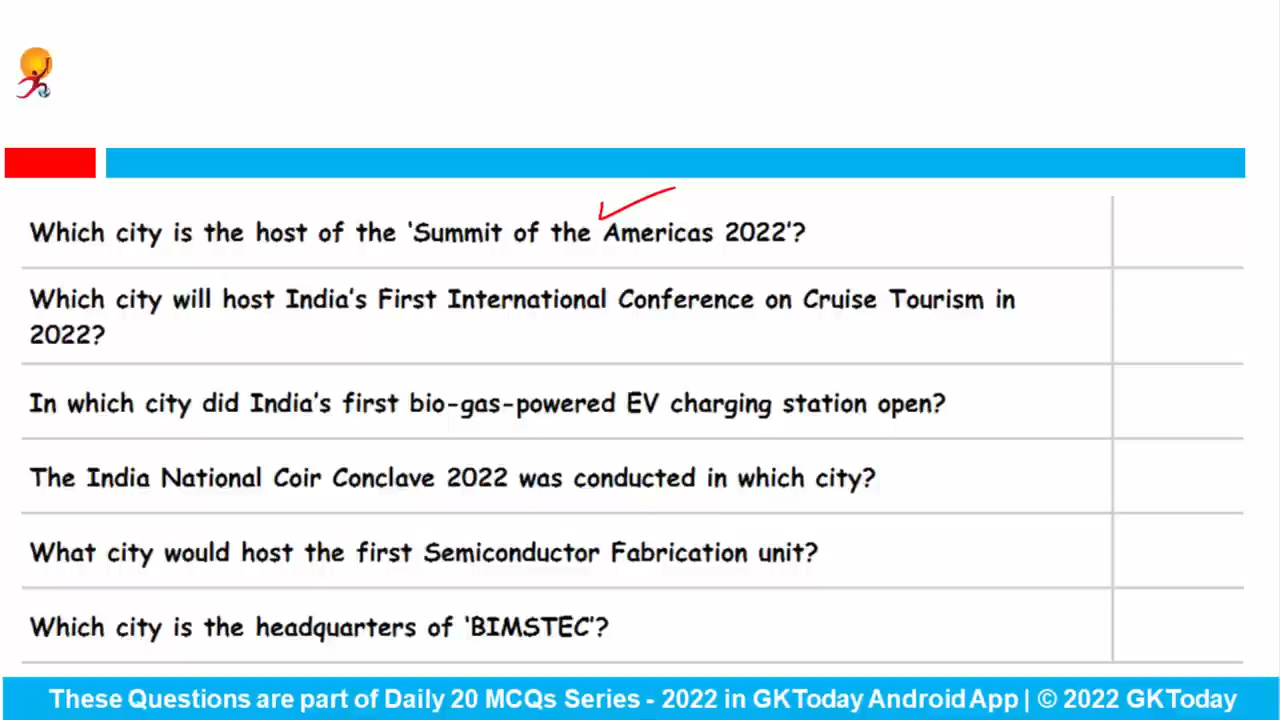 Which city is the host of the ‘Summit of the Americas 2022’?
Which city will host India’s First International Conference on Cruise Tourism in
2022?
In which city did India’s first bio-gas-powered EV charging station open?
The India National Coir Conclave 2022 was conducted in which city?
What city would host the first Semiconductor Fabrication unit?
Which city is the headquarters of ‘BIMSTEC’?
These Questions are part of Daily 20 MCQs Series - 2022 in GKToday Android App | © 2022 GKToday